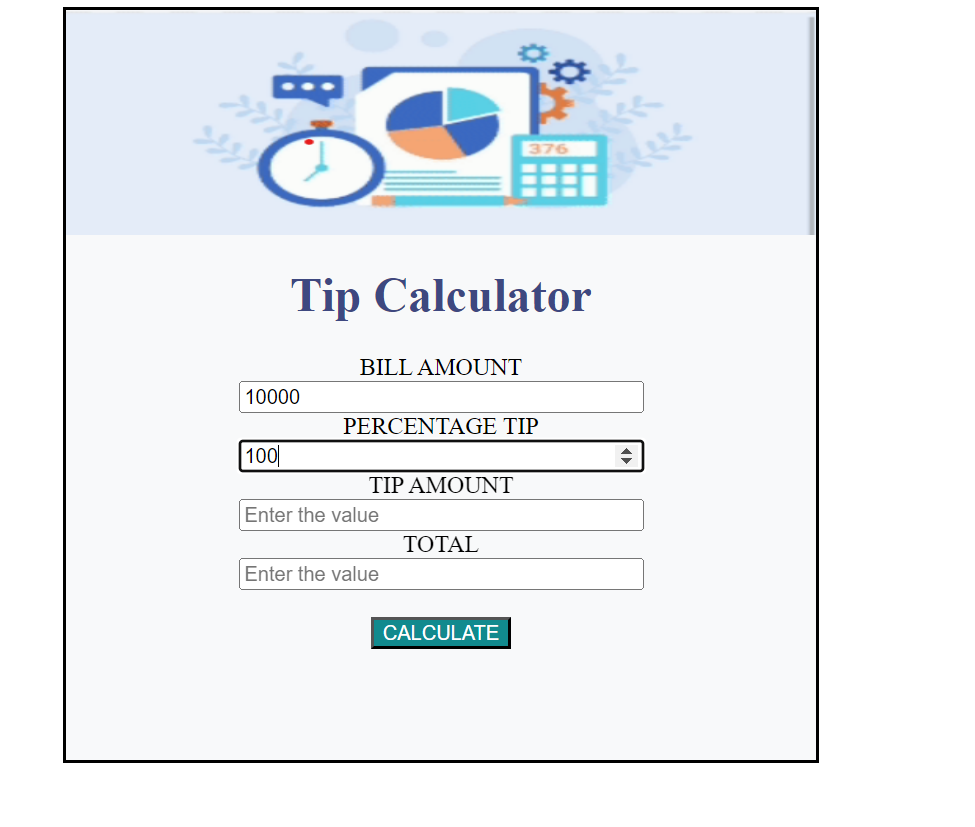 376
Tip Calculator
BILL AMOUNT
10000
PERCENTAGE TIP
100
TIP AMOUNT
Enter the value
TOTAL
Enter the value
CALCULATE